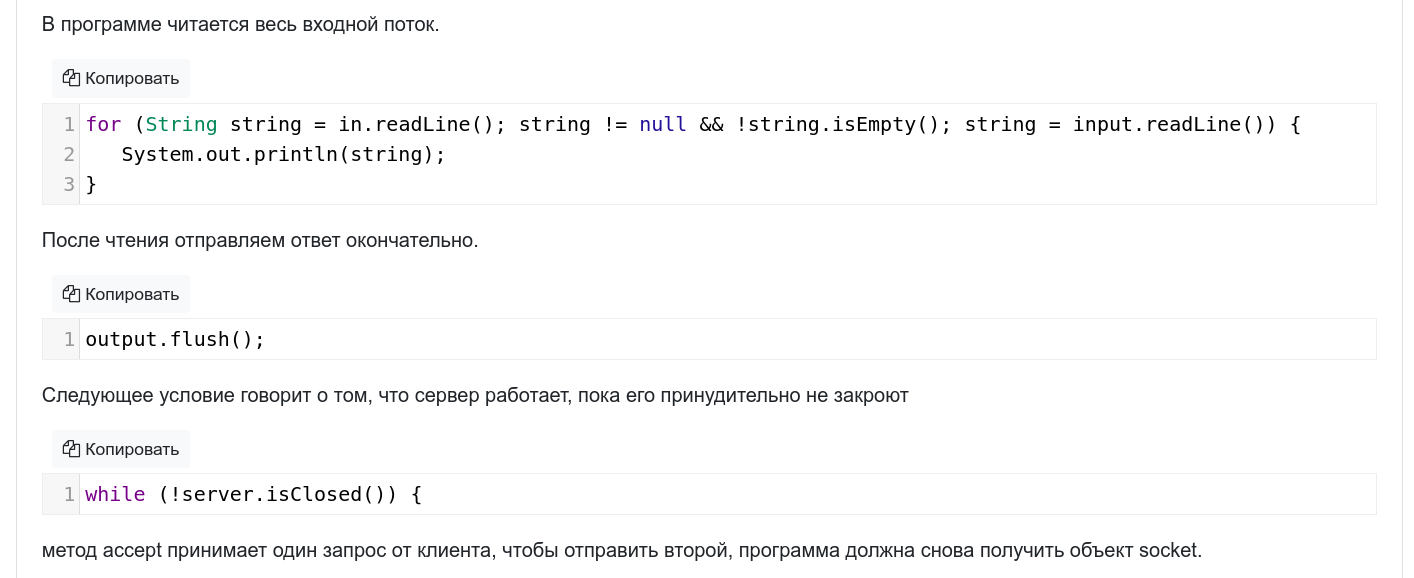 В программе читается весь входной поток.
Копировать
1 for (String string = in.readLine(); string != null && !string.isEmpty(); string = input.readLine()) {
2    System.out.println(string);
3 }
После чтения отправляем ответ окончательно.
Копировать
1 output.flush();
Следующее условие говорит о том, что сервер работает, пока его принудительно не закроют
Копировать
1 while (!server.isClosed()) {
метод accept принимает один запрос от клиента, чтобы отправить второй, программа должна снова получить объект socket.